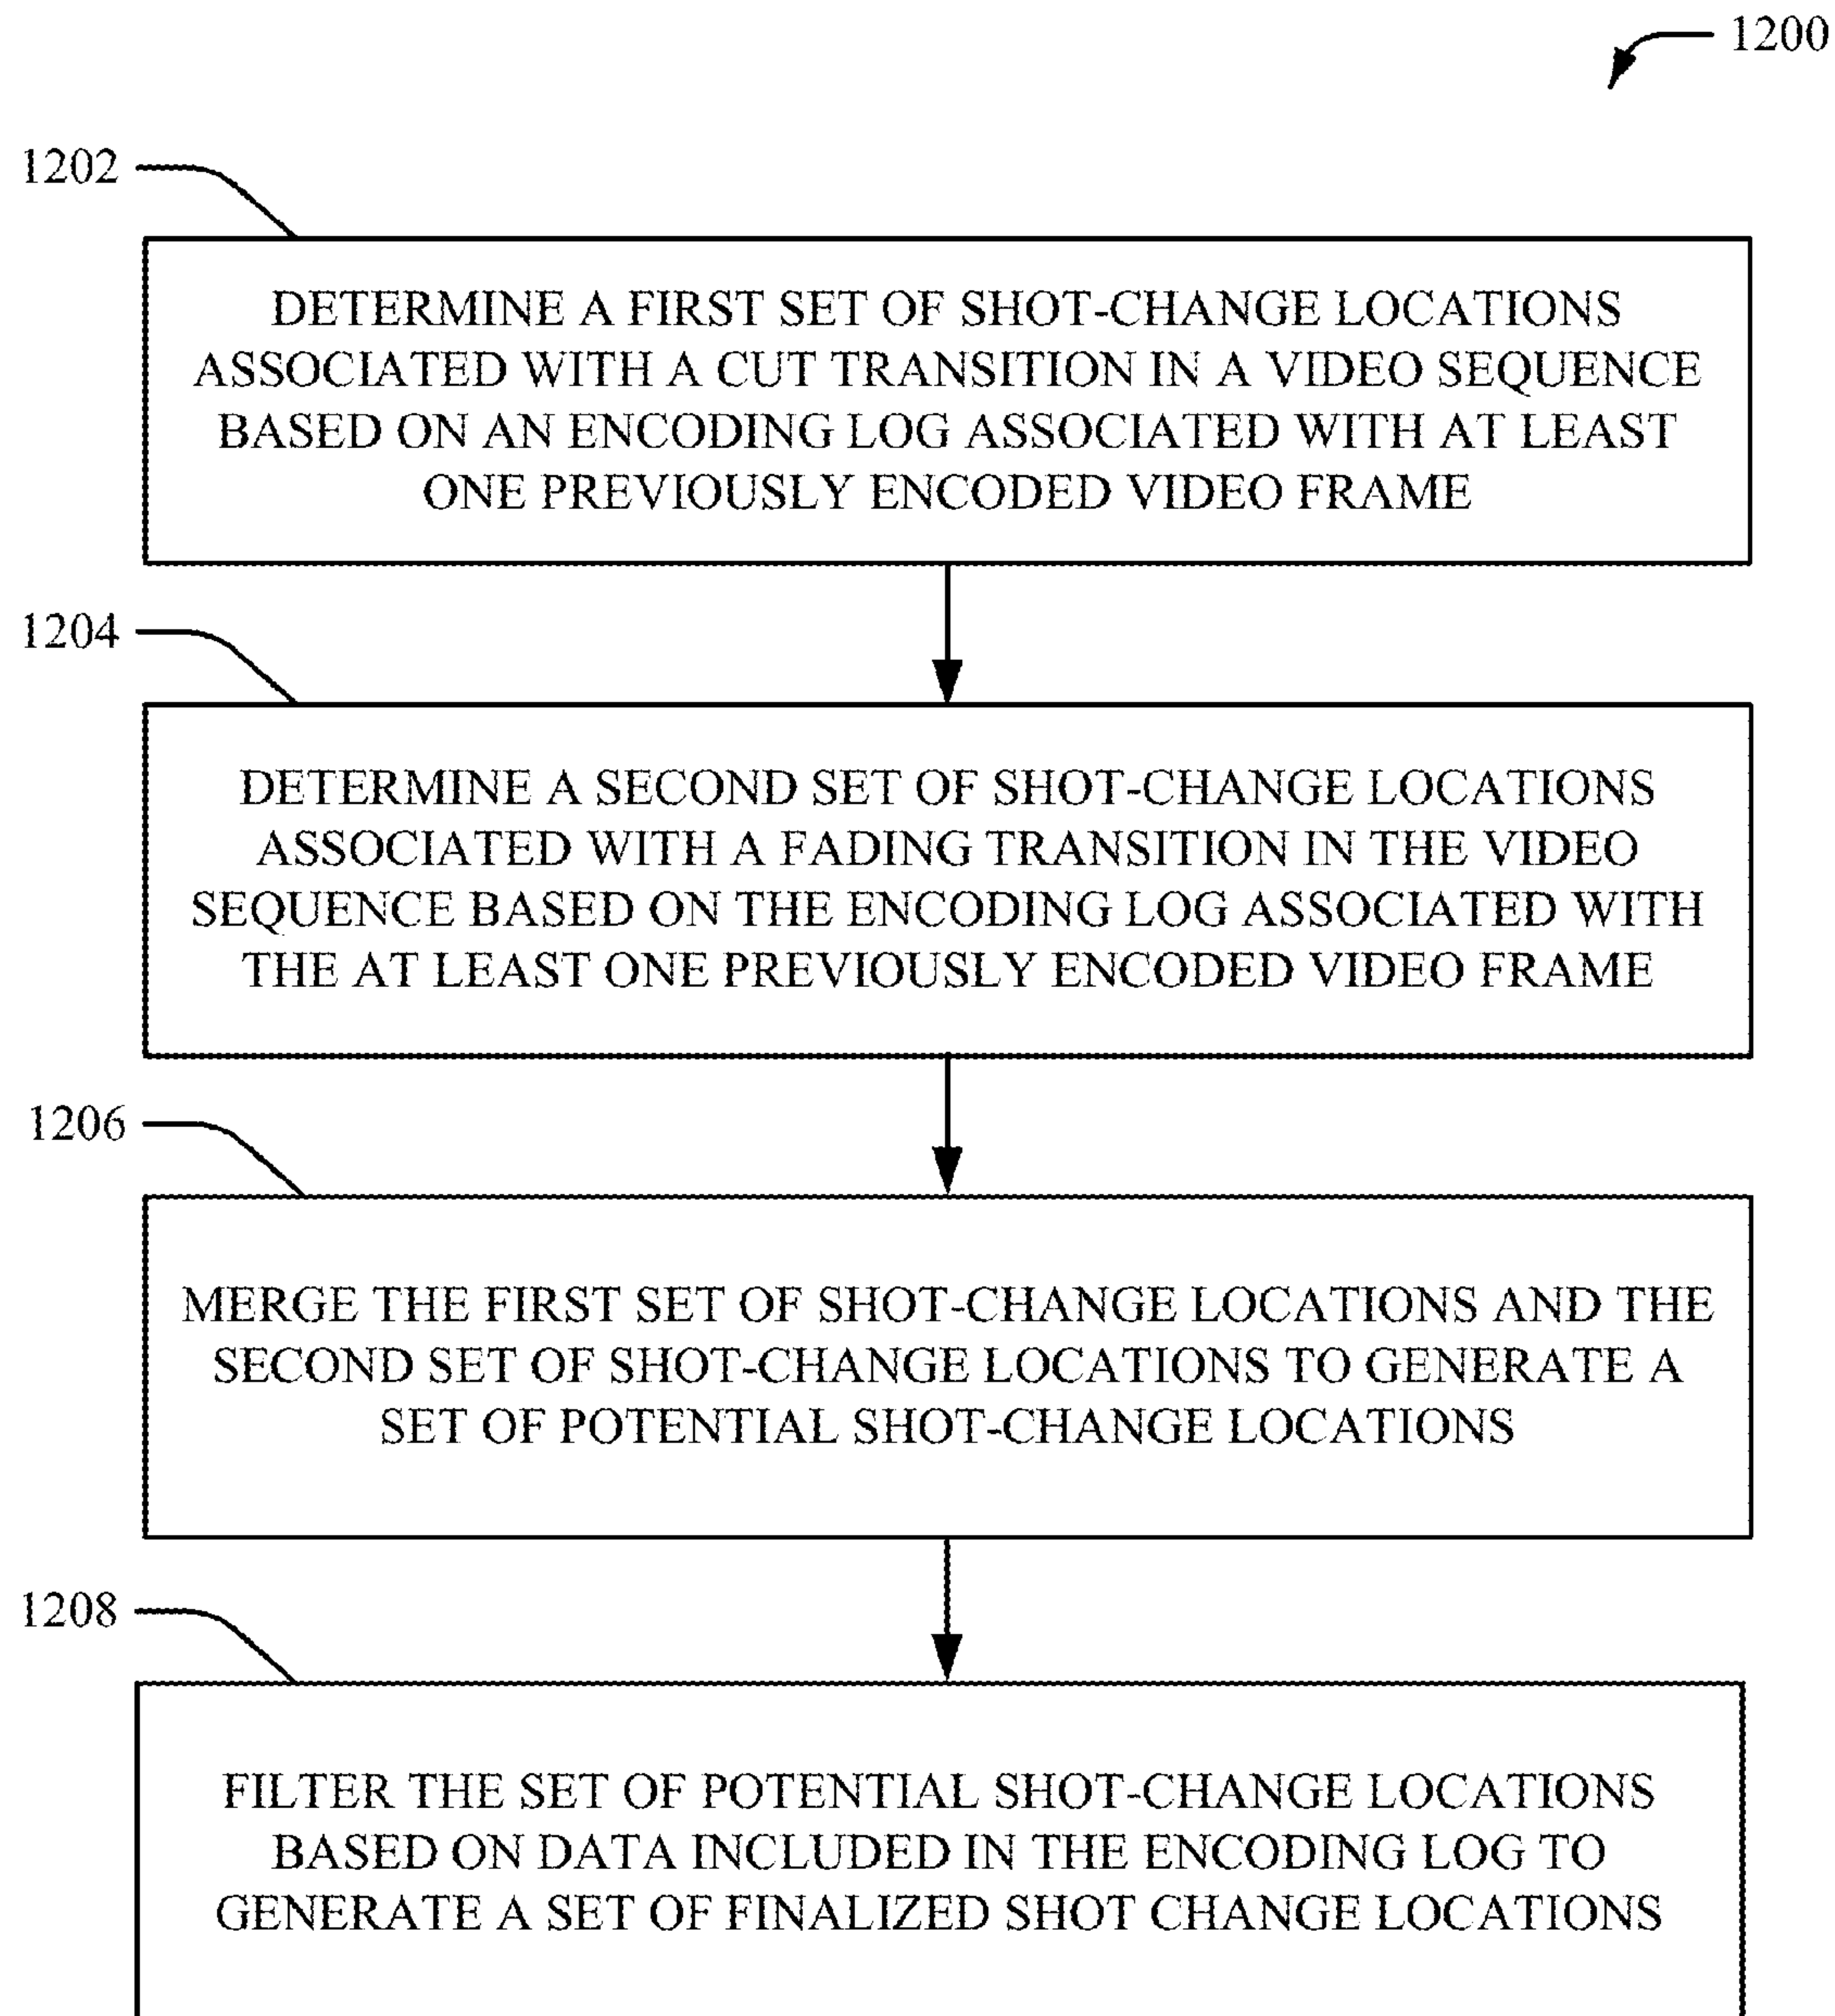 1200
1202
DETERMINE A FIRST SET OF SHOT-CHANGE LOCATIONS
ASSOCIATED WITH A CUT TRANSITION IN A VIDEO SEQUENCE
BASED ON AN ENCODING LOG ASSOCIATED WITH AT LEAST
ONE PREVIOUSLY ENCODED VIDEO FRAME
1204
DETERMINE A SECOND SET OF SHOT-CHANGE LOCATIONS
ASSOCIATED WITH A FADING TRANSITION IN THE VIDEO
SEQUENCE BASED ON THE ENCODING LOG ASSOCIATED WITH
THE AT LEAST ONE PREVIOUSLY ENCODED VIDEO FRAME
1206
MERGE THE FIRST SET OF SHOT-CHANGE LOCATIONS AND THE
SECOND SET OF SHOT-CHANGE LOCATIONS TO GENERATE A
SET OF POTENTIAL SHOT-CHANGE LOCATIONS
1208
FILTER THE SET OF POTENTIAL SHOT-CHANGE LOCATIONS
BASED ON DATA INCLUDED IN THE ENCODING LOG TO
GENERATE A SET OF FINALIZED SHOT CHANGE LOCATIONS